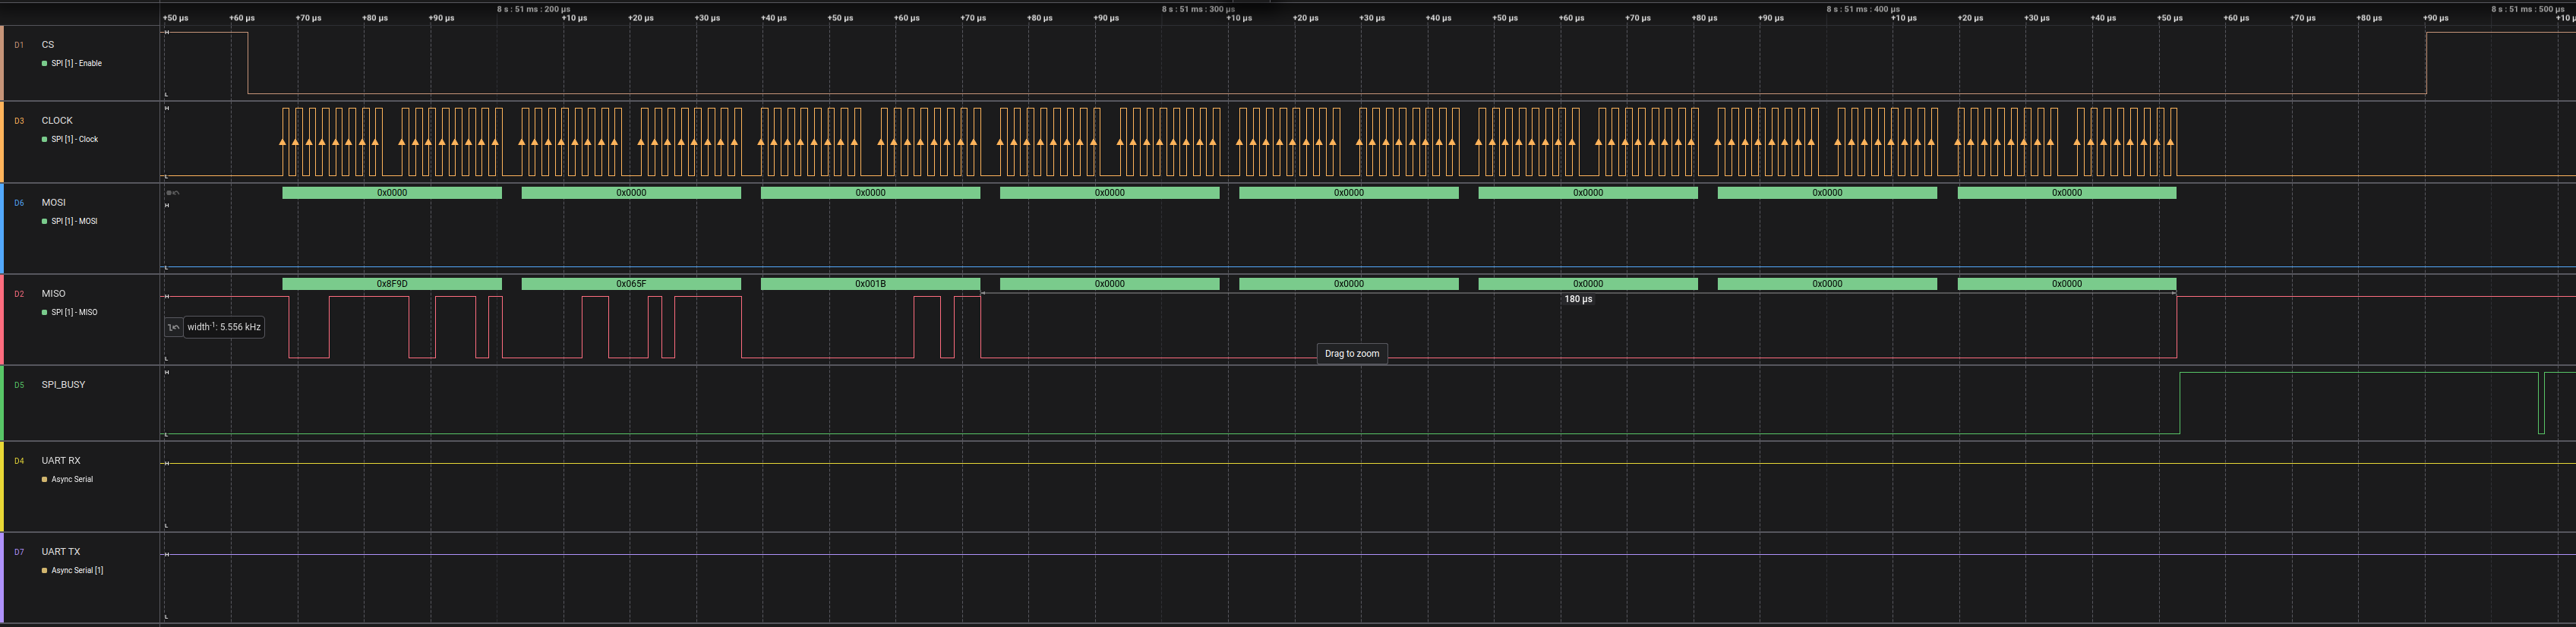 8 s : 51 ms : 200 µs 8 s : 51 ms : 300 µs 8 s : 51 ms : 400 µs 8 s : 51 ms : 500 µs
+50 µs +60 µs +70 µs +80 µs +90 µs +10 µs +20 µs +30 µs +40 µs +50 µs +60 µs +70 µs +80 µs +90 µs +10 µs +20 µs +30 µs +40 µs +50 µs +60 µs +70 µs +80 µs +90 µs +10 µs +20 µs +30 µs +40 µs +50 µs +60 µs +70 µs +80 µs +90 µs +10 µ
H
D1 CS
SPI [1] - Enable
L
H
D3 CLOCK
SPI [1] - Clock
L
0x0000 0x0000 0x0000 0x0000 0x0000 0x0000 0x0000 0x0000
D6 MOSI
H
SPI [1] - MOSI
L
0x8F9D 0x065F 0x001B 0x0000 0x0000 0x0000 0x0000 0x0000
D2 MISO
H
180 µs
SPI [1] - MISO
width-1: 5.556 kHz
Drag to zoom
L
H
D5 SPI_BUSY
L
D4 UART RX
H
Async Serial
L
D7 UART TX
H
Async Serial [1]
L